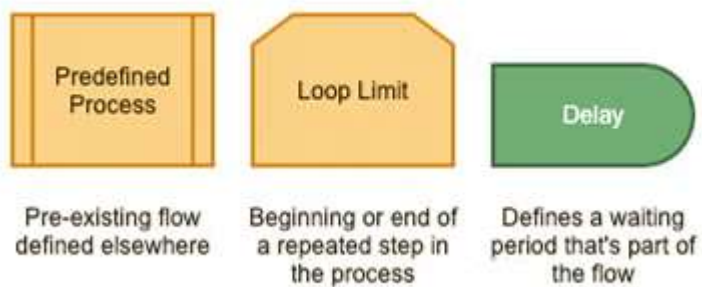 Predefined
Process
Loop Limit
Delay
Pre-existing flow
defined elsewhere
Beginning or end of
a repeated step in
the process
Defines a waiting
period that's part of
the flow